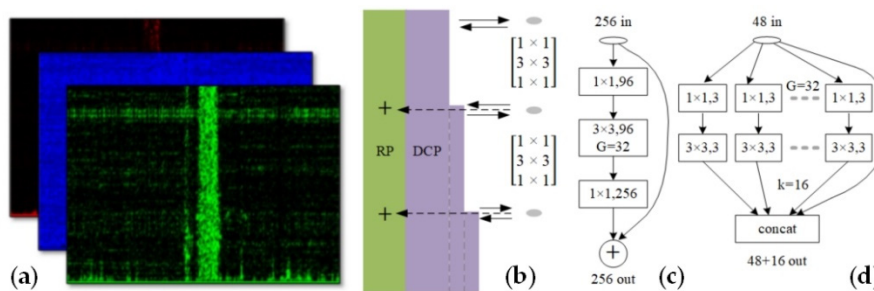 (a)
RP
DCP
+
+
[1 × 1
3 × 3
1 × 1]
[1 × 1
3 × 3
1 × 1]
(b)
256 in
1×1,96
3×3,96
G=32
1×1,256
+
256 out
(c)
48 in
G=32
1×1,3
1×1,3
1×1,3
3×3,3
3×3,3
3×3,3
k=16
concat
48+16 out
(d)